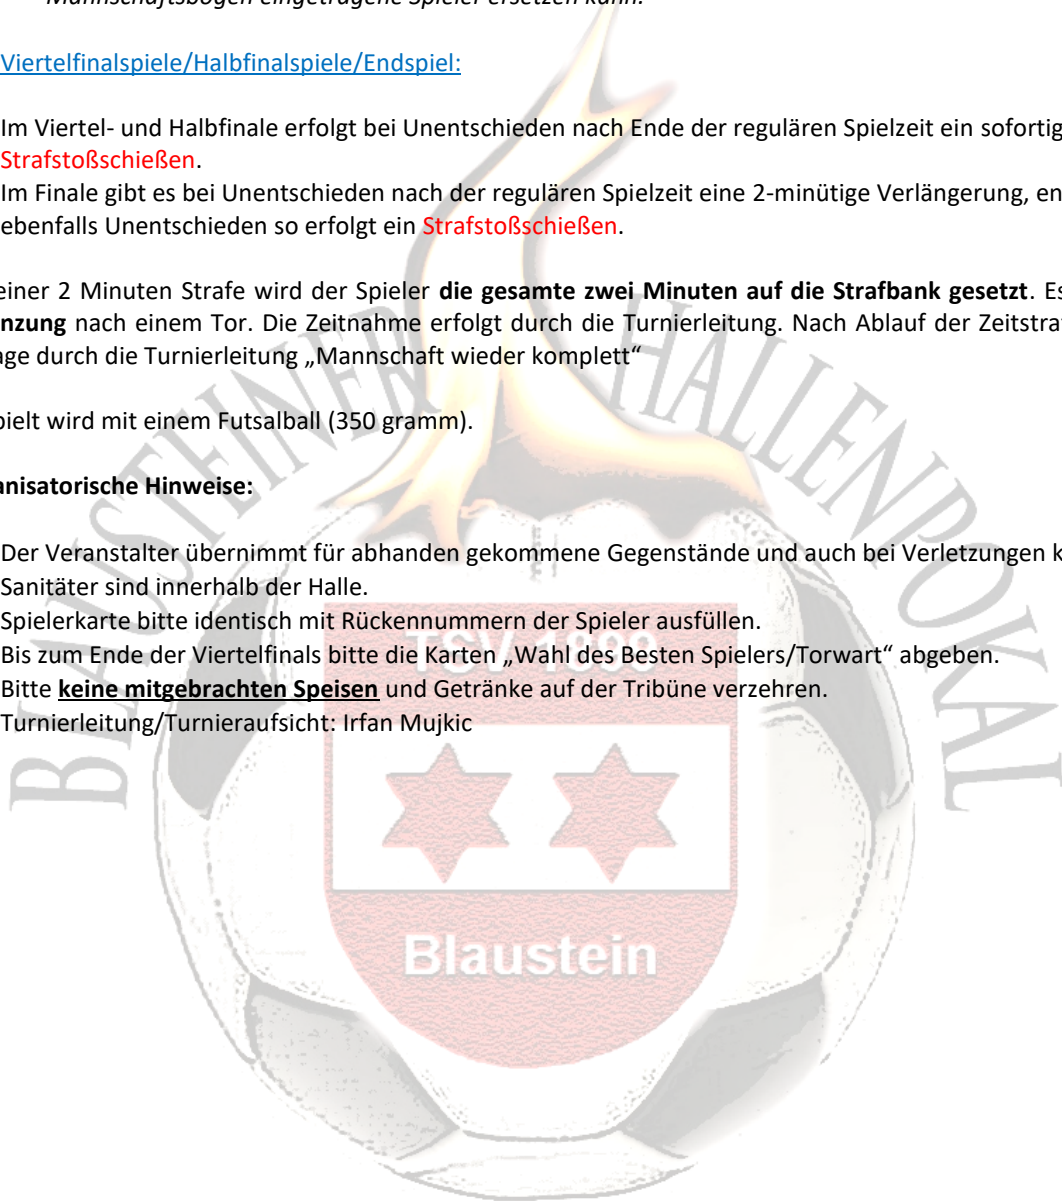 Mannschaftsbogen eingetragene Spieler ersetzen kann.
Viertelfinalspiele/Halbfinalspiele/Endspiel:
Im Viertel- und Halbfinale erfolgt bei Unentschieden nach Ende der regulären Spielzeit ein sofortig
Strafstoßschießen.
Im Finale gibt es bei Unentschieden nach der regulären Spielzeit eine 2-minütige Verlängerung, en
ebenfalls Unentschieden so erfolgt ein Strafstoßschießen.
einer 2 Minuten Strafe wird der Spieler die gesamte zwei Minuten auf die Strafbank gesetzt. Es
nzung nach einem Tor. Die Zeitnahme erfolgt durch die Turnierleitung. Nach Ablauf der Zeitstraf
age durch die Turnierleitung „Mannschaft wieder komplett“
pielt wird mit einem Futsalball (350 gramm).
anisatorische Hinweise:
Der Veranstalter übernimmt für abhanden gekommene Gegenstände und auch bei Verletzungen k
Sanitäter sind innerhalb der Halle.
Spielerkarte bitte identisch mit Rückennummern der Spieler ausfüllen.
Bis zum Ende der Viertelfinals bitte die Karten „Wahl des Besten Spielers/Torwart“ abgeben.
Bitte keine mitgebrachten Speisen und Getränke auf der Tribüne verzehren.
Turnierleitung/Turnieraufsicht: Irfan Mujkic
BLAUSTEINER HALLENPOKAL
TSV 1899
Blaustein